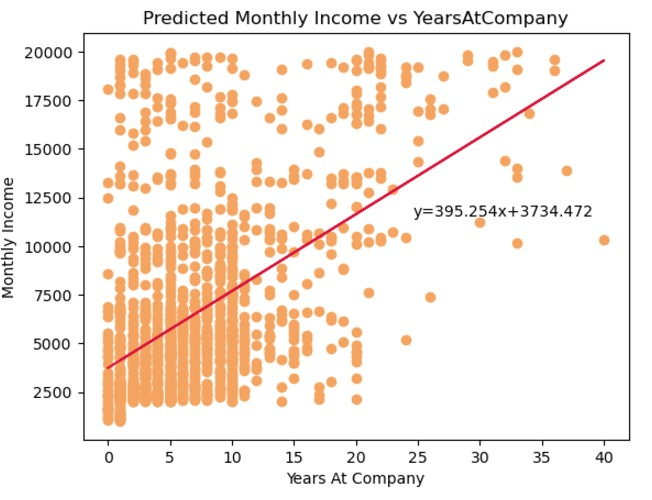 Predicted Monthly Income vs YearsAtCompany
Monthly Income
20000
17500
15000
12500
10000
7500
5000
2500
y=395.254x+3734.472
0 5 10 15 20 25 30 35 40
Years At Company